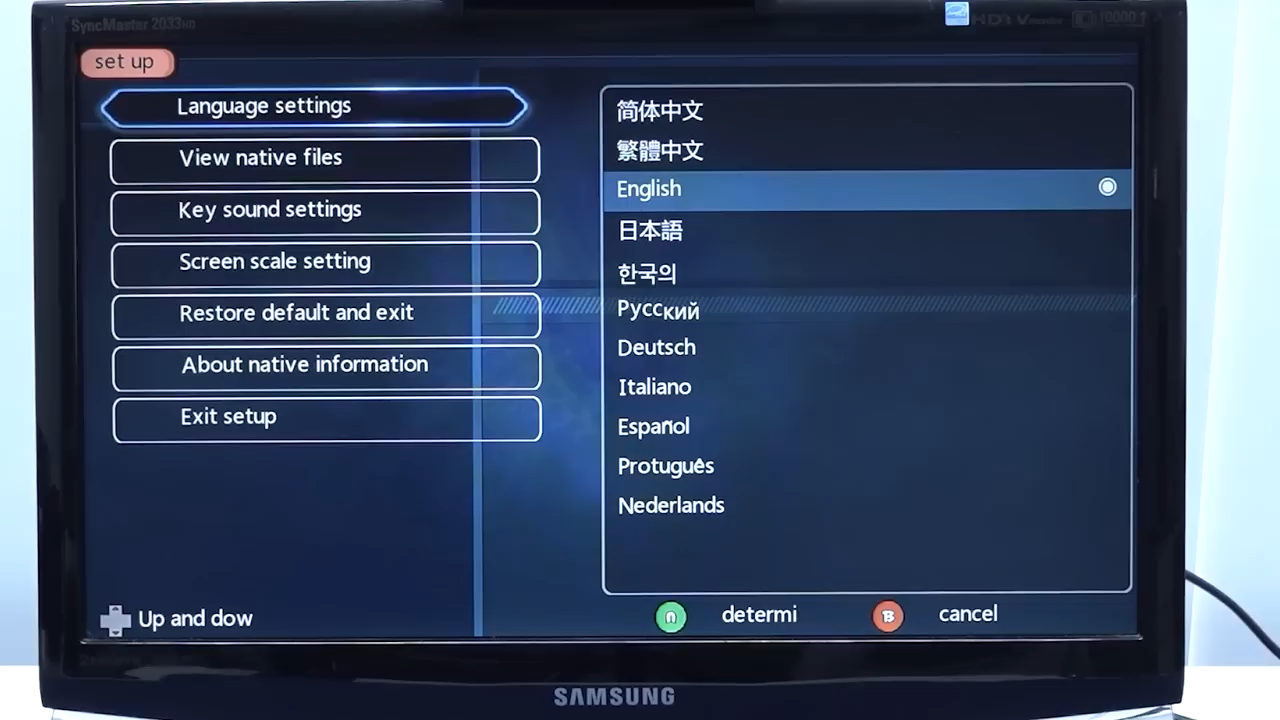 SyncMaster 2033HD
HDTV
set up
Language settings
View native files
Key sound settings
Screen scale setting
Restore default and exit
About native information
Exit setup
简体中文
繁體中文
English
日本語
한국의
Русский
Deutsch
Italiano
Español
Protuguês
Nederlands
Up and dow
determi
B
cancel
SAMSUNG